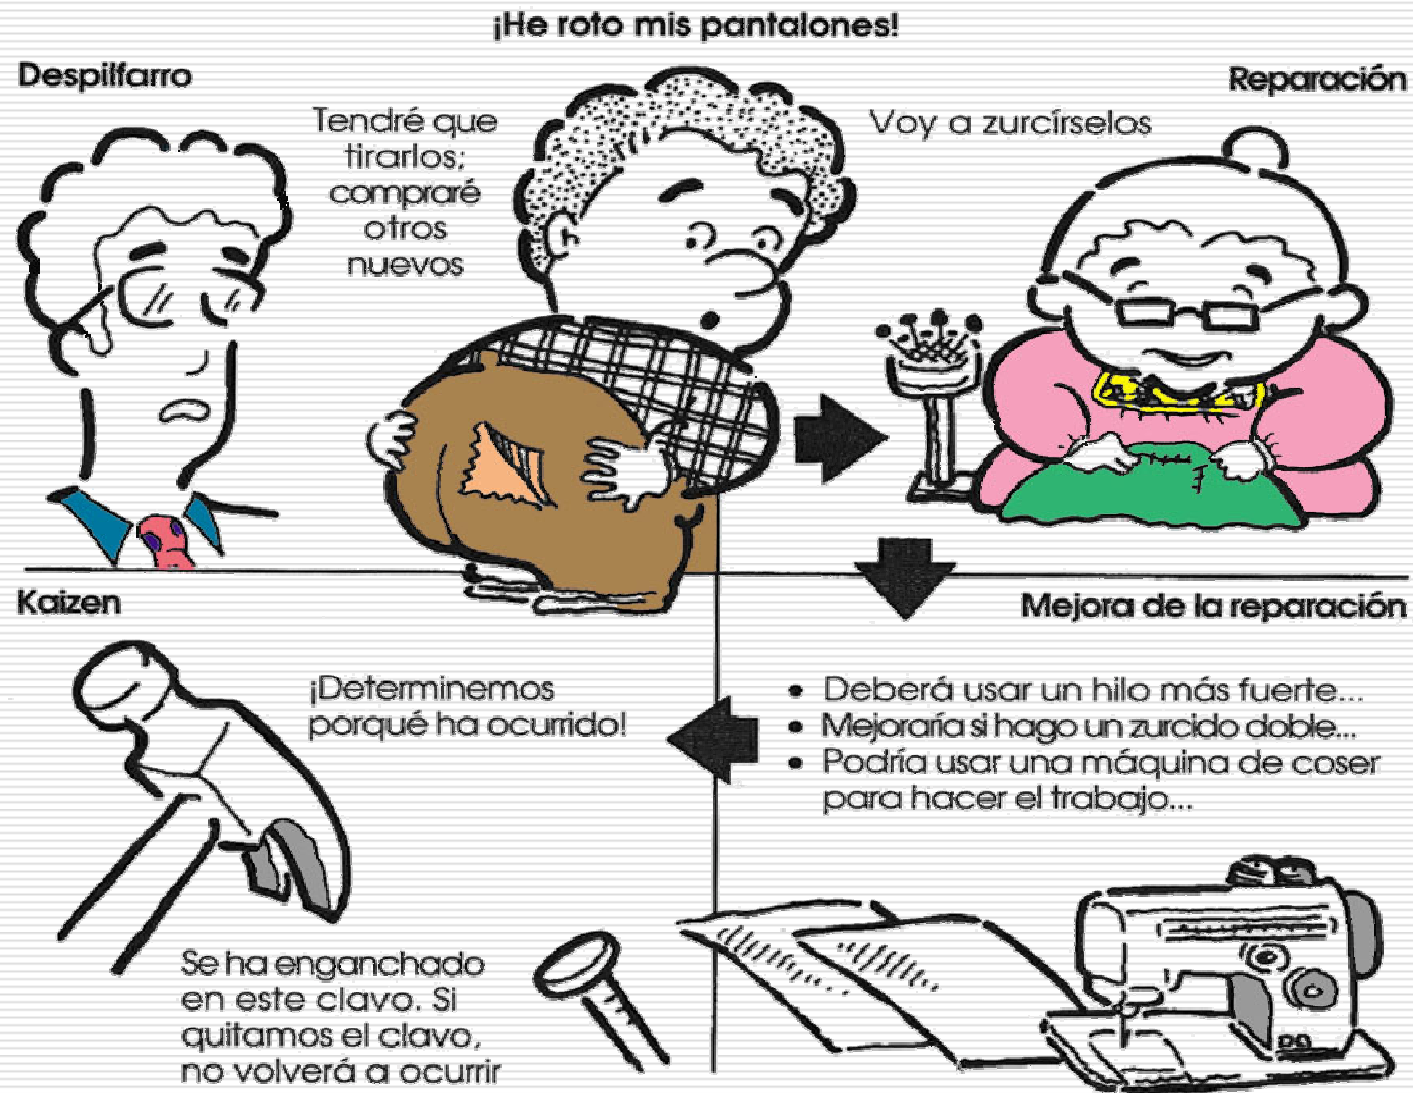 ¡He roto mis pantalones!
Despilfarro
Reparación
Tendré que
tirarlos;
compraré
otros
nuevos
Voy a zurcírselos
Kaizen
Mejora de la reparación
¡Determinemos
porqué ha ocurrido!
• Deberá usar un hilo más fuerte...
• Mejoraría si hago un zurcido doble...
• Podría usar una máquina de coser
para hacer el trabajo...
Se ha enganchado
en este clavo. Si
quitamos el clavo,
no volverá a ocurrir